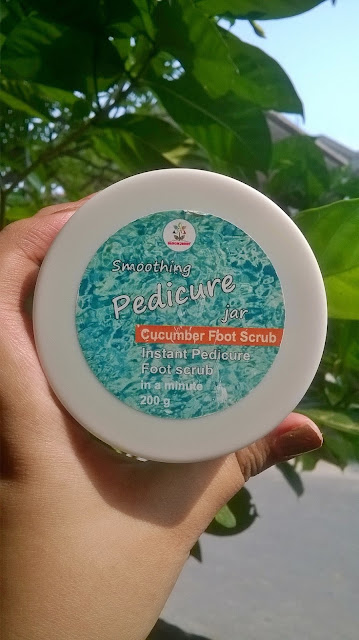 Smoothing
Pedicure
jar
Cucumber Foot Scrub
Instant Pedicure
Foot scrub
in a minute
200 g